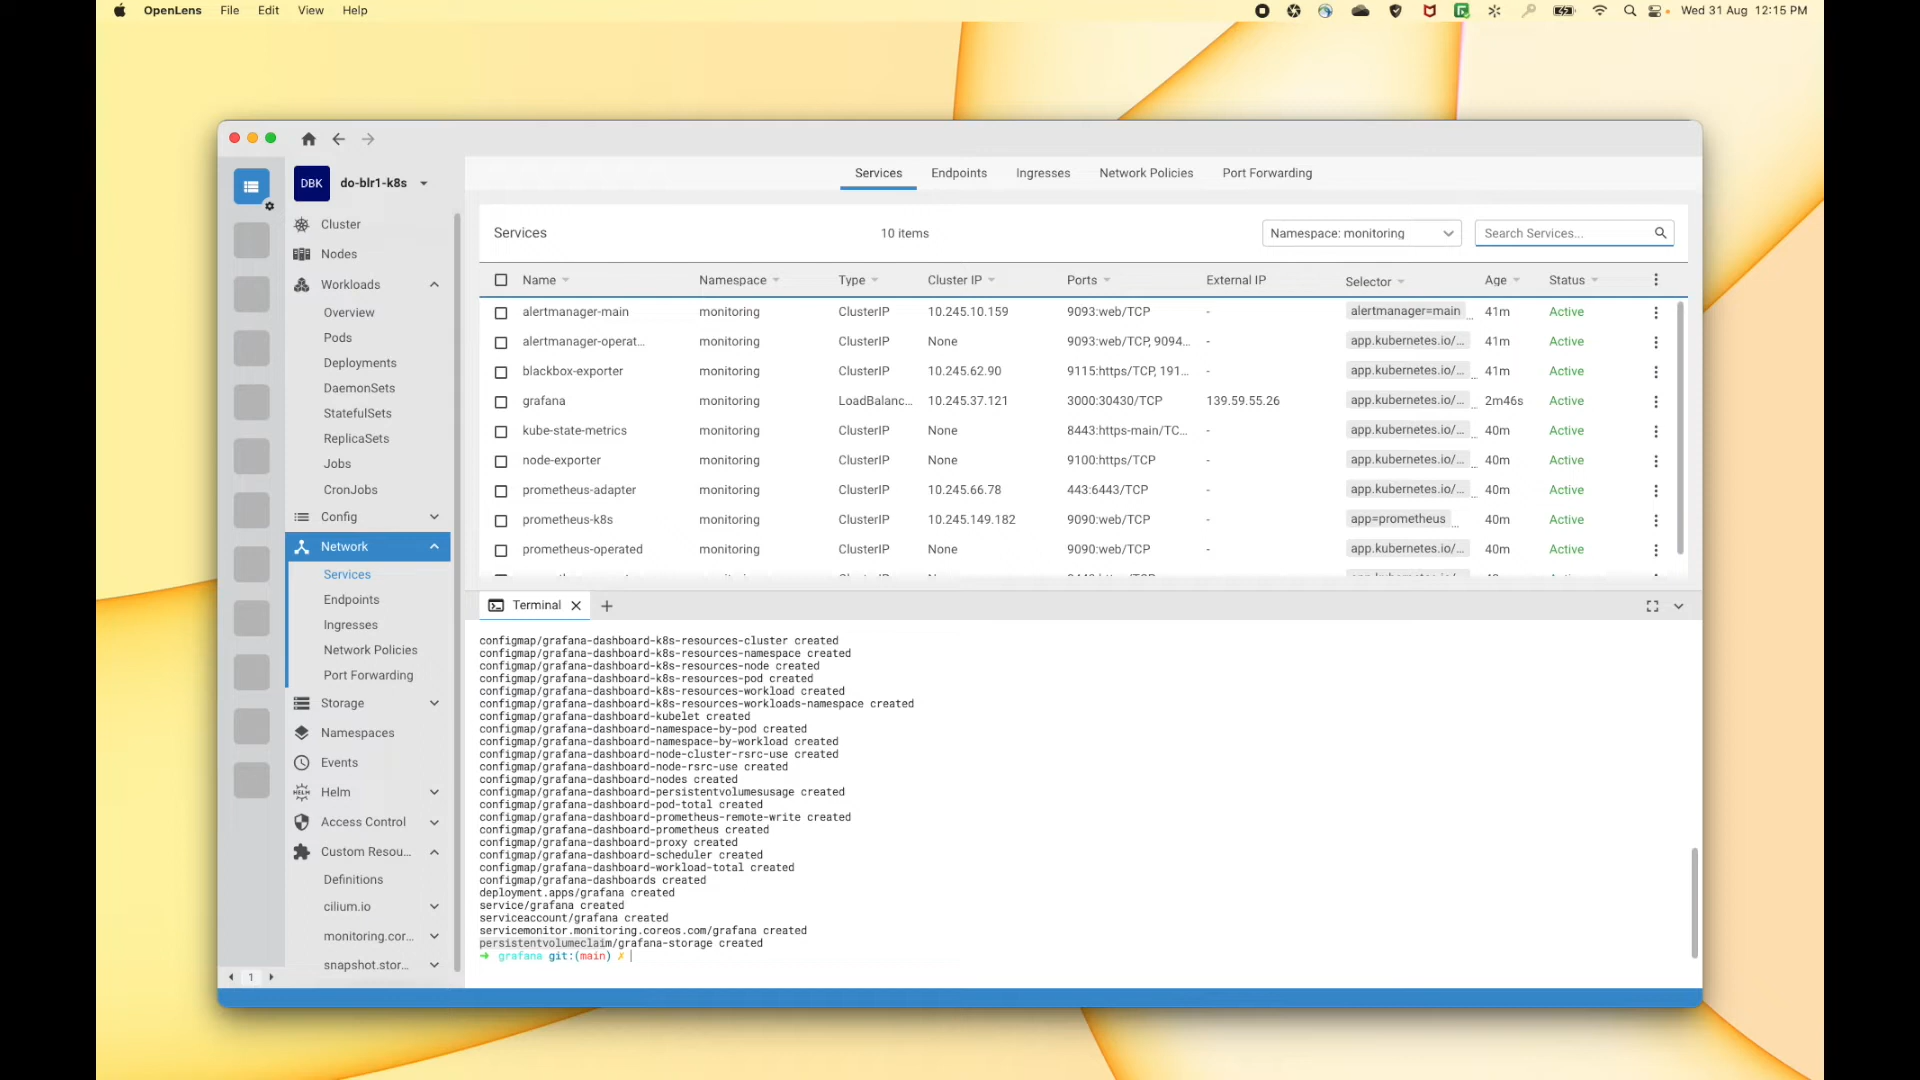 OpenLens File Edit View Help Wed 31 Aug 12:15 PM
DBK do-blr1-k8s
Cluster
Nodes
Workloads
Overview
Pods
Deployments
DaemonSets
StatefulSets
ReplicaSets
Jobs
CronJobs
Config
Network
Services
Endpoints
Ingresses
Network Policies
Port Forwarding
Storage
Namespaces
Events
Helm
Access Control
Custom Resou...
Definitions
cilium.io
monitoring.cor...
snapshot.stor...
1
Services Endpoints Ingresses Network Policies Port Forwarding
Services 10 items Namespace: monitoring Search Services...
Name Namespace Type Cluster IP Ports External IP Selector Age Status
alertmanager-main monitoring ClusterIP 10.245.10.159 9093:web/TCP - alertmanager=main 41m Active
alertmanager-operat... monitoring ClusterIP None 9093:web/TCP, 9094... - app.kubernetes.io/... 41m Active
blackbox-exporter monitoring ClusterIP 10.245.62.90 9115:https/TCP, 191... - app.kubernetes.io/... 41m Active
grafana monitoring LoadBalanc... 10.245.37.121 3000:30430/TCP 139.59.55.26 app.kubernetes.io/... 2m46s Active
kube-state-metrics monitoring ClusterIP None 8443:https-main/TC... - app.kubernetes.io/... 40m Active
node-exporter monitoring ClusterIP None 9100:https/TCP - app.kubernetes.io/... 40m Active
prometheus-adapter monitoring ClusterIP 10.245.66.78 443:6443/TCP - app.kubernetes.io/... 40m Active
prometheus-k8s monitoring ClusterIP 10.245.149.182 9090:web/TCP - app=prometheus 40m Active
prometheus-operated monitoring ClusterIP None 9090:web/TCP - app.kubernetes.io/... 40m Active
Terminal
configmap/grafana-dashboard-k8s-resources-cluster created
configmap/grafana-dashboard-k8s-resources-namespace created
configmap/grafana-dashboard-k8s-resources-node created
configmap/grafana-dashboard-k8s-resources-pod created
configmap/grafana-dashboard-k8s-resources-workload created
configmap/grafana-dashboard-k8s-resources-workloads-namespace created
configmap/grafana-dashboard-kubelet created
configmap/grafana-dashboard-namespace-by-pod created
configmap/grafana-dashboard-namespace-by-workload created
configmap/grafana-dashboard-node-cluster-rsrc-use created
configmap/grafana-dashboard-node-rsrc-use created
configmap/grafana-dashboard-nodes created
configmap/grafana-dashboard-persistentvolumesusage created
configmap/grafana-dashboard-pod-total created
configmap/grafana-dashboard-prometheus-remote-write created
configmap/grafana-dashboard-prometheus created
configmap/grafana-dashboard-proxy created
configmap/grafana-dashboard-scheduler created
configmap/grafana-dashboard-workload-total created
configmap/grafana-dashboards created
deployment.apps/grafana created
service/grafana created
serviceaccount/grafana created
servicemonitor.monitoring.coreos.com/grafana created
persistentvolumeclaim/grafana-storage created
➜ grafana git:(main) ✗